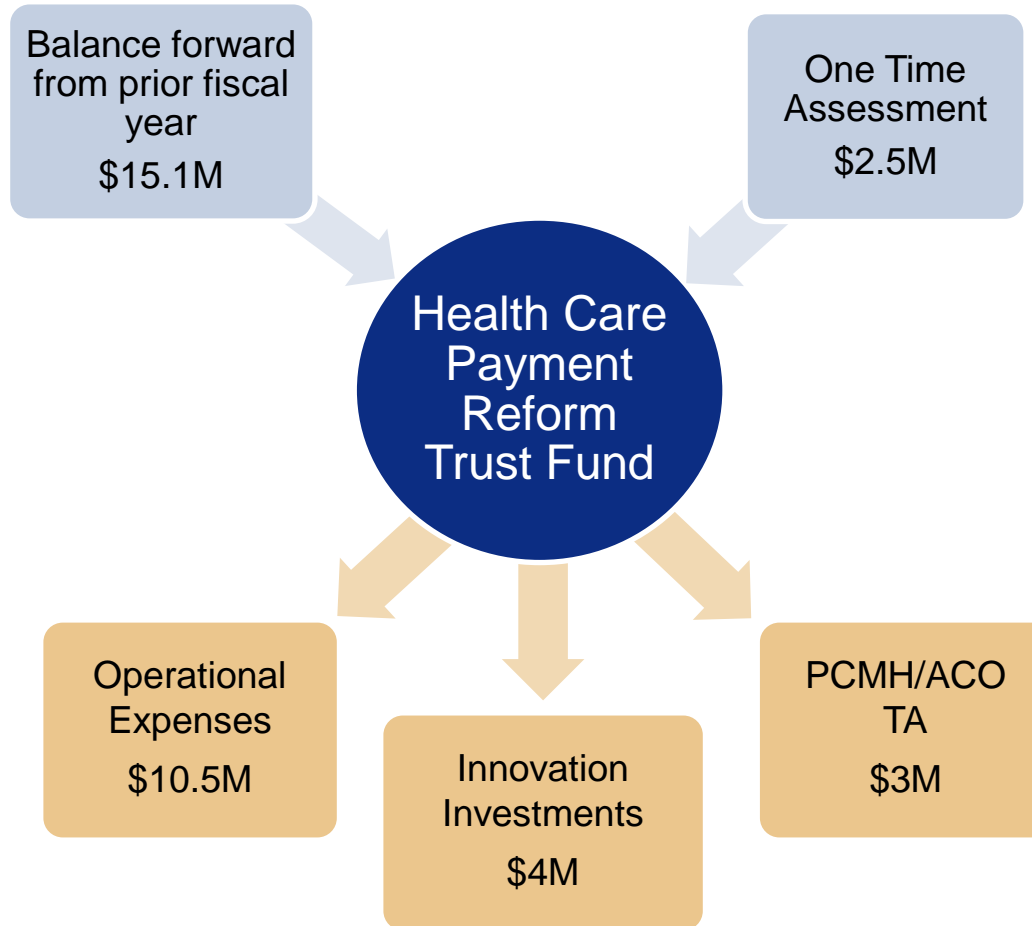 Balance forward
from prior fiscal
year
$15.1M
One Time
Assessment
$2.5M
Health Care
Payment
Reform
Trust Fund
Operational
Expenses
$10.5M
Innovation
Investments
$4M
PCMH/ACO
TA
$3M